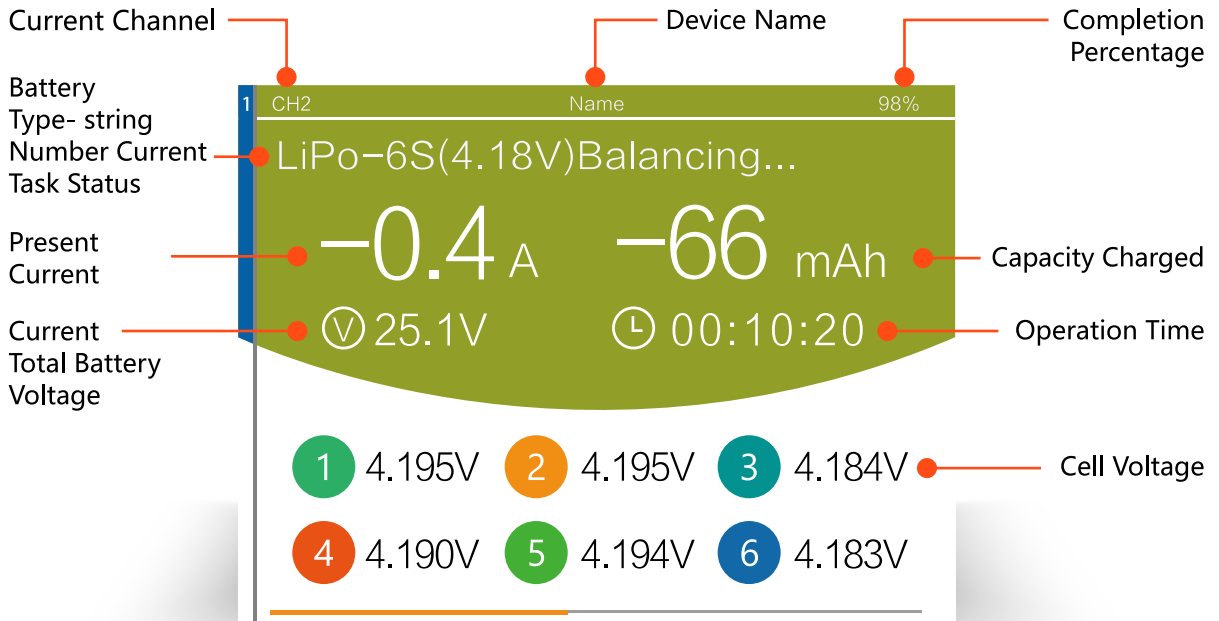 Current Channel
Device Name
Completion
Percentage
Battery
Type- string
Number Current
Task Status
1
CH2
Name
98%
LiPo-6S(4.18V)Balancing...
Present
Current
-0.4 A
-66 mAh
Capacity Charged
Current
Total Battery
Voltage
V 25.1V
00:10:20
Operation Time
1 4.195V
2 4.195V
3 4.184V
Cell Voltage
4 4.190V
5 4.194V
6 4.183V